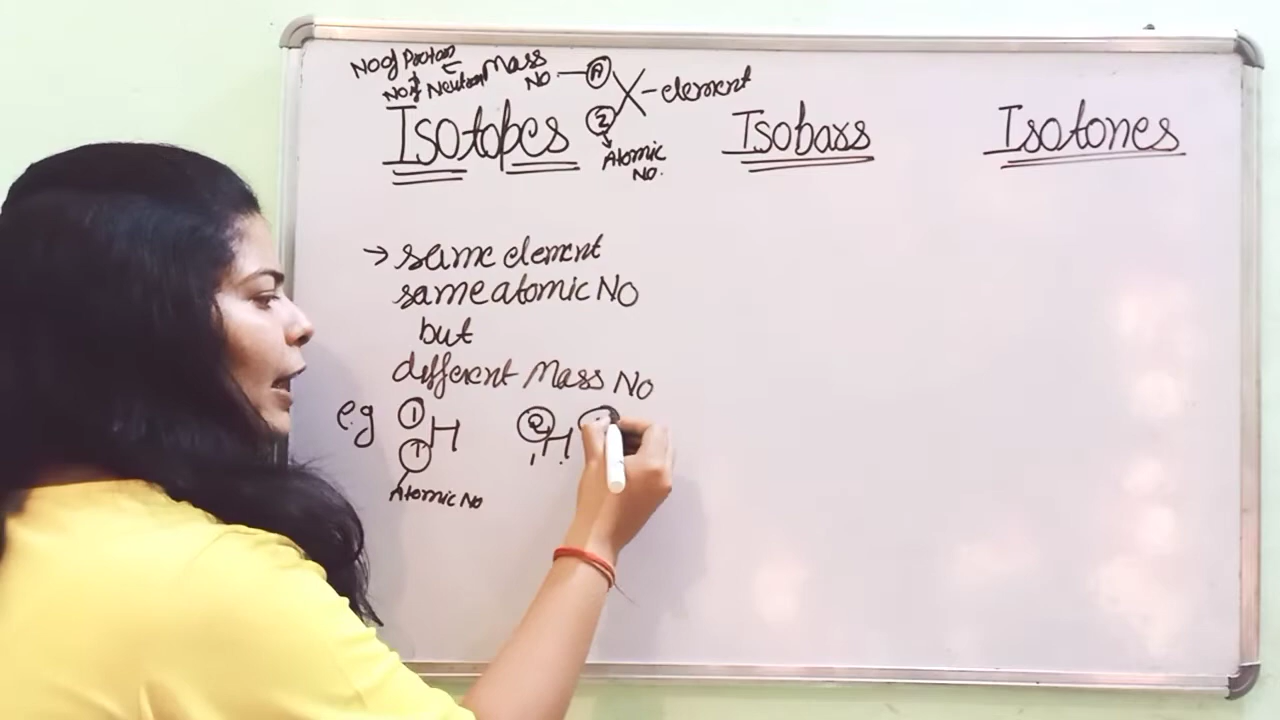 No of Proton
+
No of Neutron
Mass No
A
X
Z
element
Atomic No.
Isotopes
Isobars
Isotones
→ same element
same atomic No
but
different Mass No
e.g 1 1 H 2 1 H
Atomic No